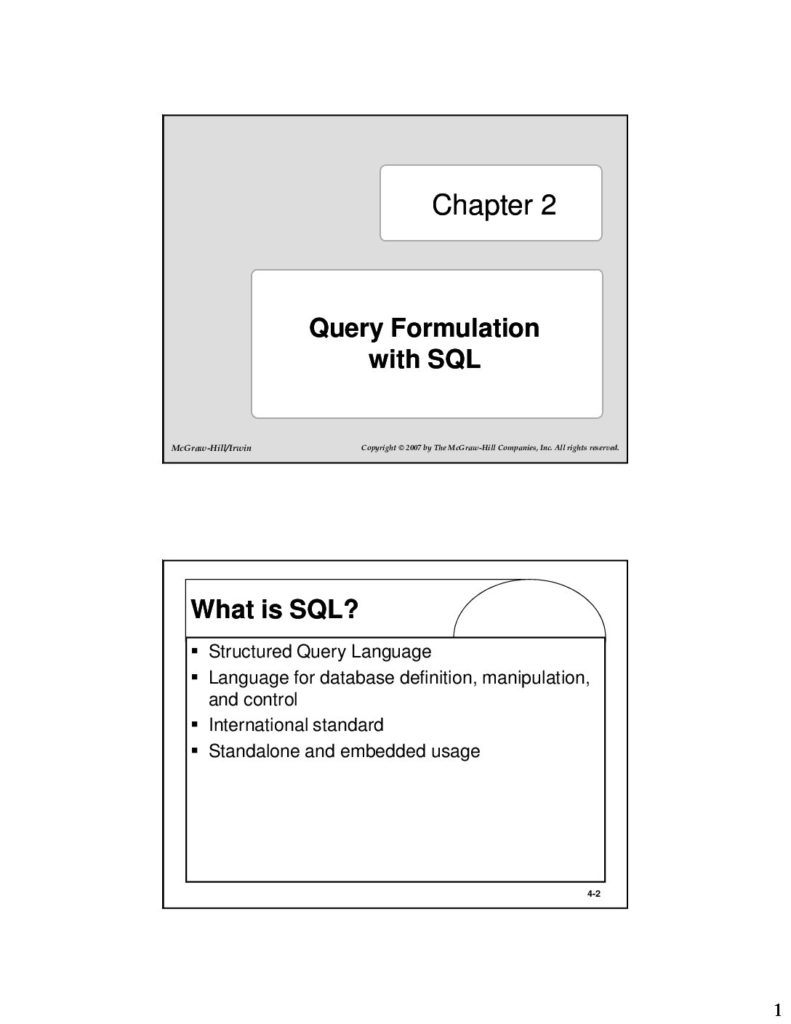 Chapter 2
Query Formulation
with SQL
McGraw-Hill/Irwin
Copyright © 2007 by The McGraw-Hill Companies, Inc. All rights reserved.
What is SQL?
▪ Structured Query Language
▪ Language for database definition, manipulation,
and control
▪ International standard
▪ Standalone and embedded usage
4-2
1